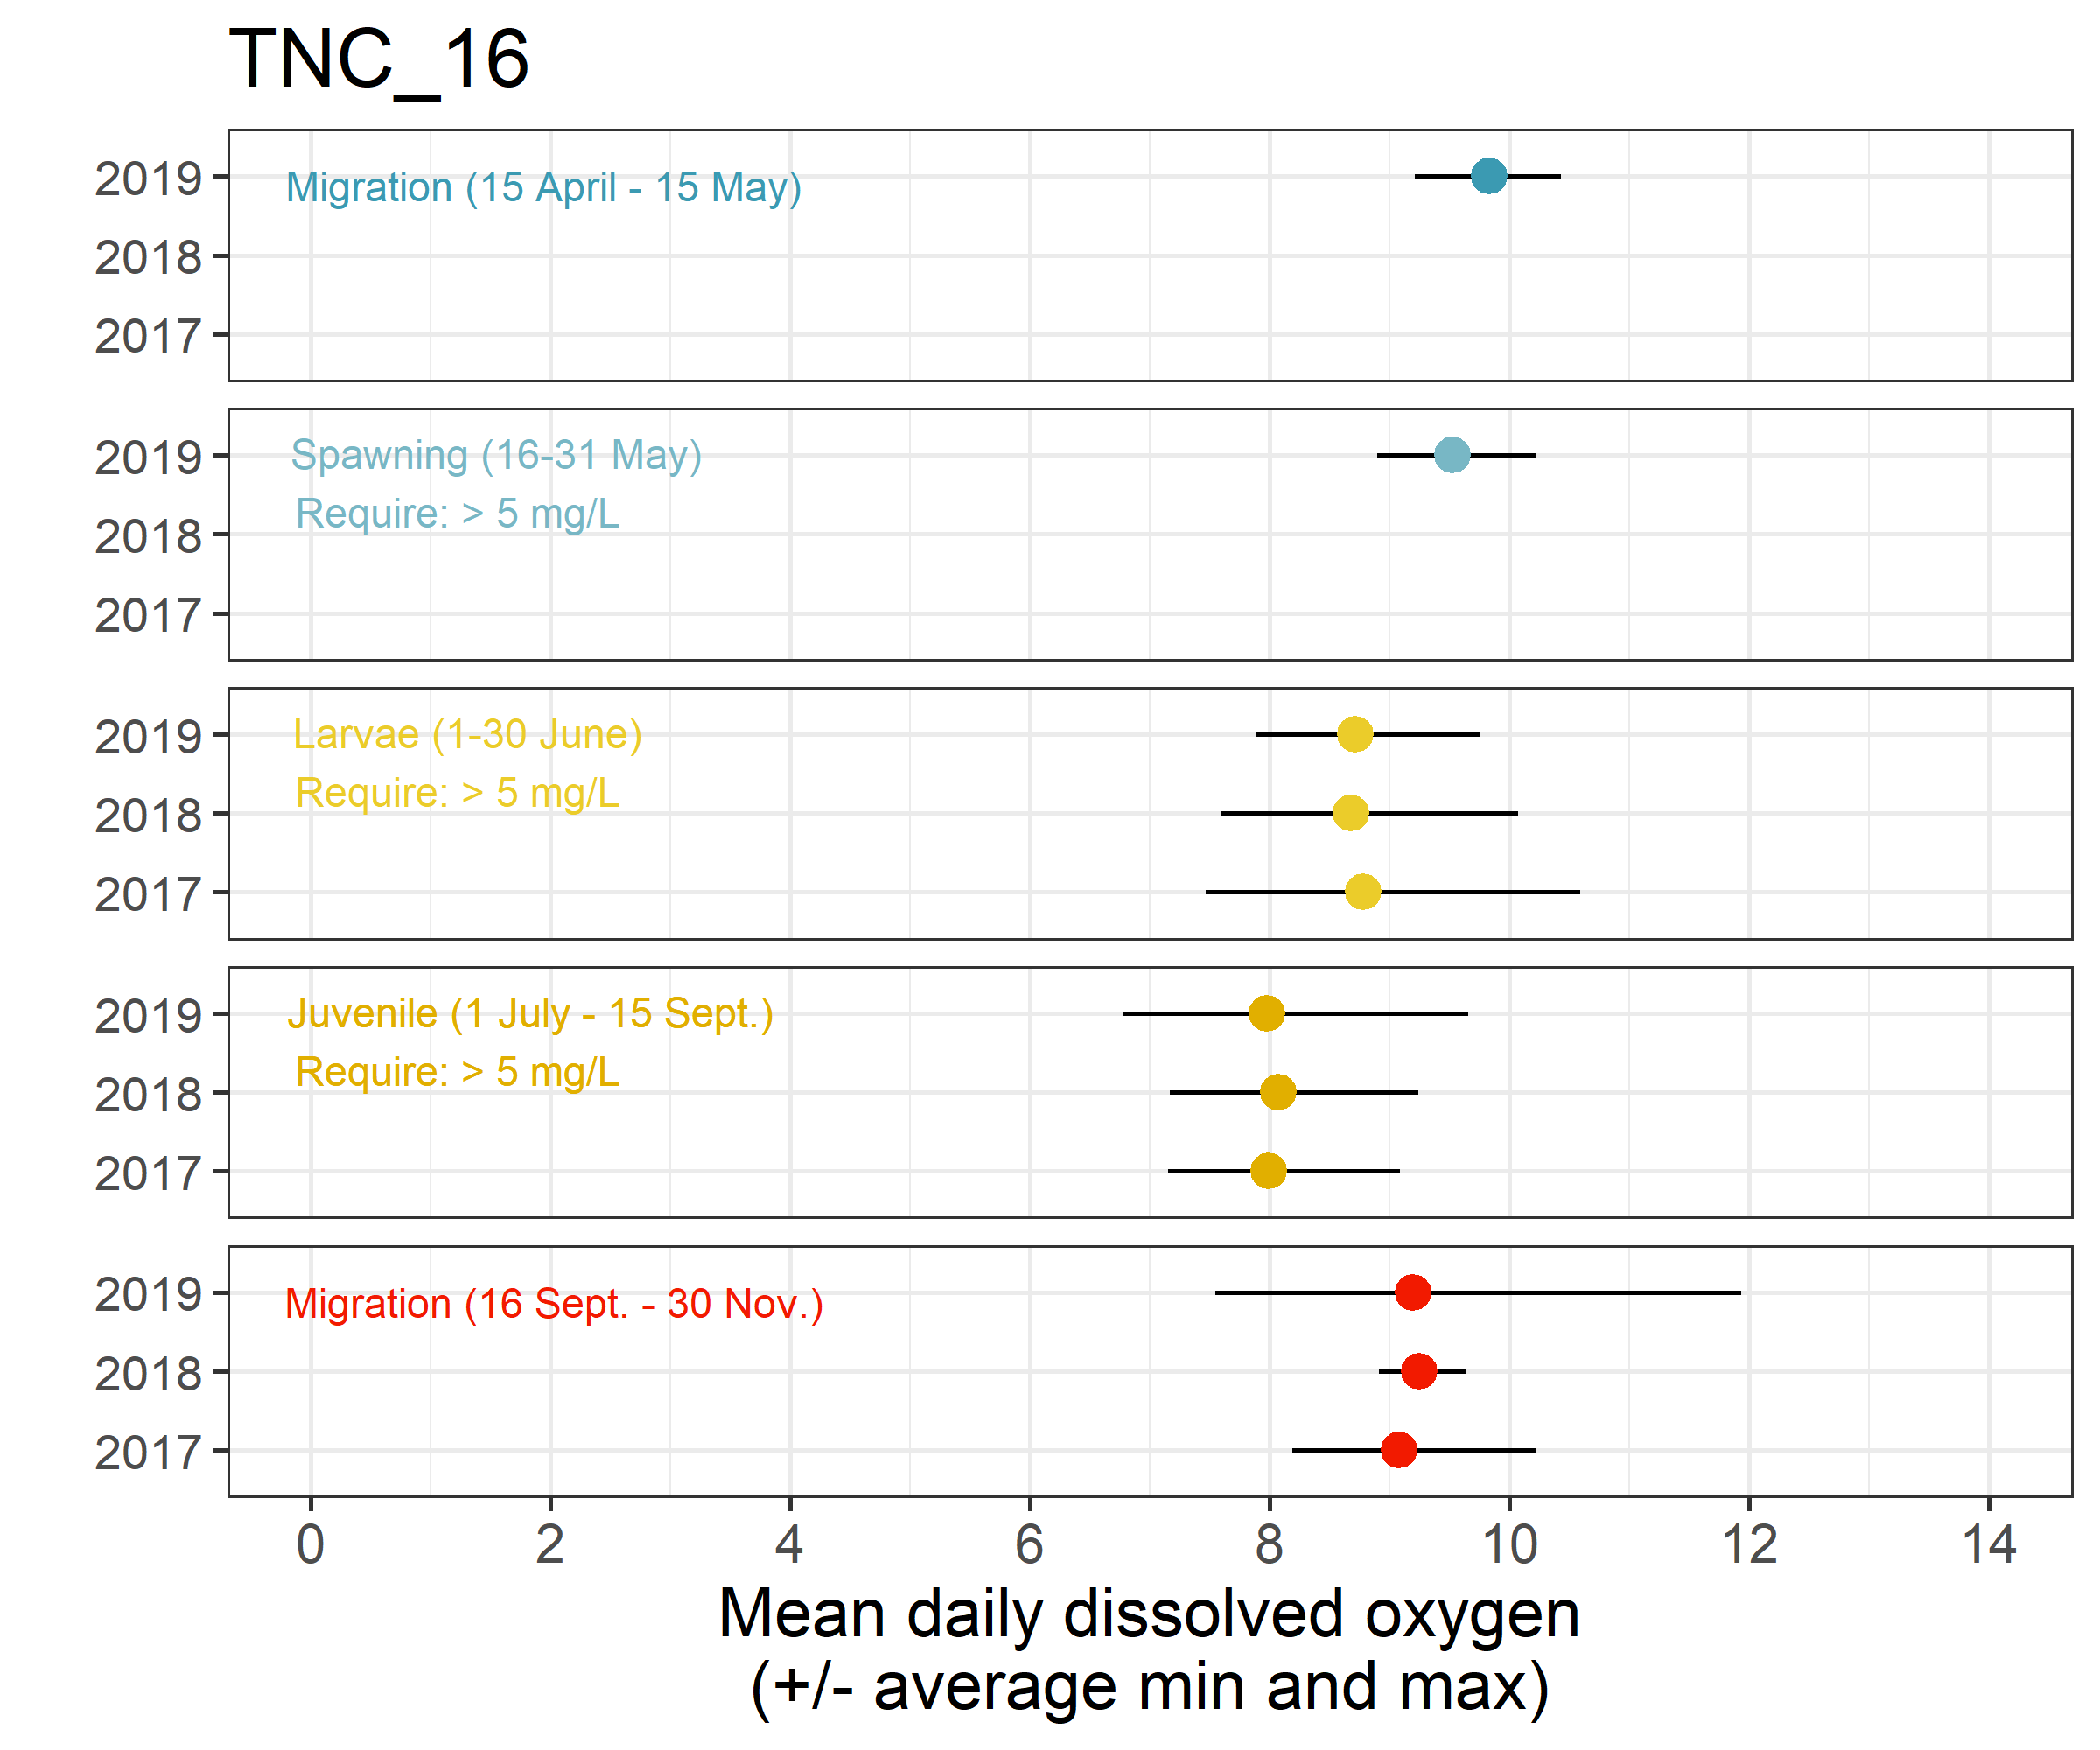 TNC_16
2019
Migration (15 April - 15 May)
2018
2017
2019
Spawning (16-31 May)
Require: > 5 mg/L
2018
2017
2019
Larvae (1-30 June)
Require: > 5 mg/L
2018
2017
2019
Juvenile (1 July - 15 Sept.)
Require: > 5 mg/L
2018
2017
2019
Migration (16 Sept. - 30 Nov.)
2018
2017
0 2 4 6 8 10 12 14
Mean daily dissolved oxygen
(+/- average min and max)